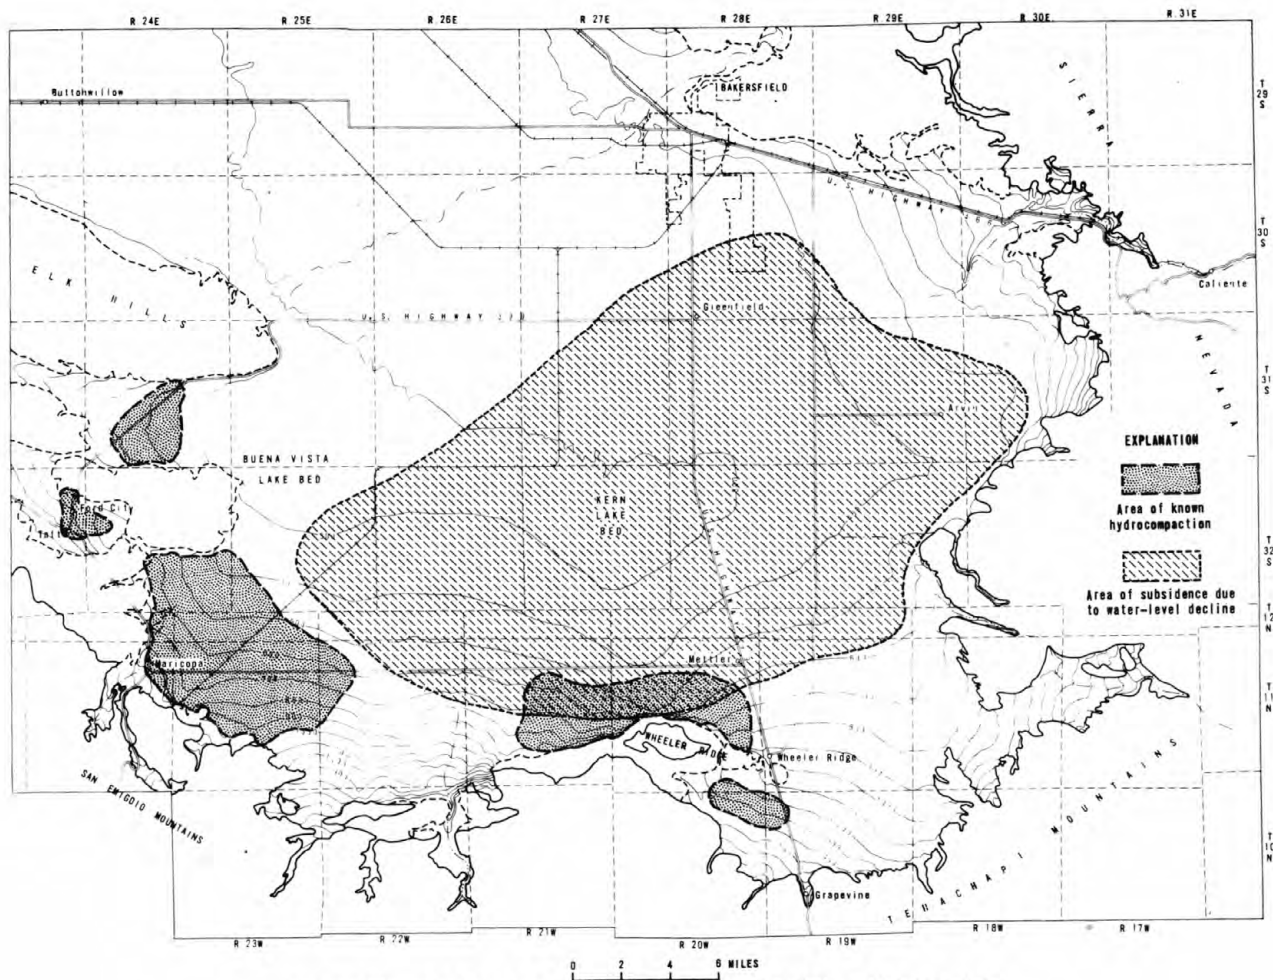 R 24E R 25E R 26E R 27E R 28E R 29E R 30E R 31E
Buttonwillow
BAKERSFIELD
SIERRA
T 29 S
U. S. HIGHWAY
T 30 S
Caliente
ELK HILLS
Greenfield
U. S. HIGHWAY
NEVADA
T 31 S
Arvin
EXPLANATION
BUENA VISTA
LAKE BED
Area of known
hydrocompaction
Ford City
Taft
KERN
LAKE
BED
U.S. HIGHWAY
T 32 S
Area of subsidence due
to water-level decline
T 12 N
Maricopa
Mettler
T 11 N
WHEELER RIDGE
Wheeler Ridge
SAN EMIGDIO MOUNTAINS
TEHACHAPI MOUNTAINS
T 10 N
Grapevine
R 23W R 22W R 21W R 20W R 19W R 18W R 17W
0 2 4 6 MILES